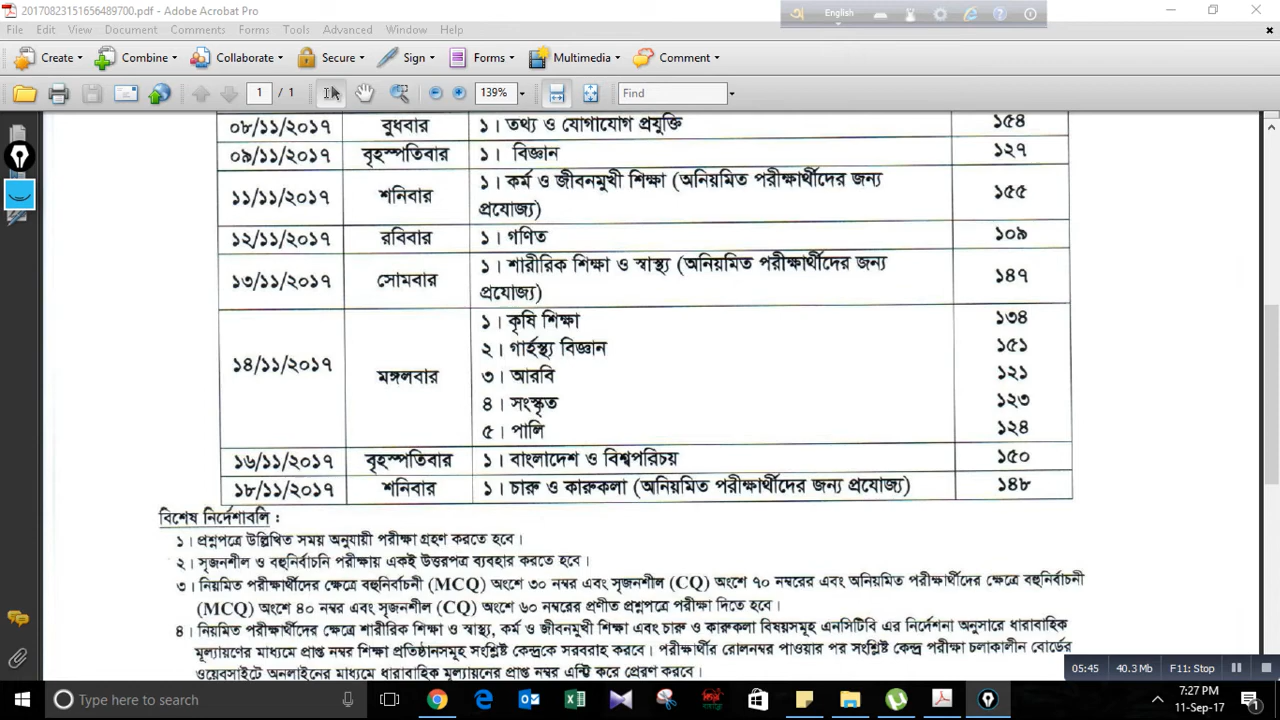 20170823151656489700.pdf - Adobe Acrobat Pro
English
File Edit View Document Comments Forms Tools Advanced Window Help
Create Combine Collaborate Secure Sign Forms Multimedia Comment
1 / 1 139% Find
০৮/১১/২০১৭ বুধবার ১। তথ্য ও যোগাযোগ প্রযুক্তি ১৫৪
০৯/১১/২০১৭ বৃহস্পতিবার ১। বিজ্ঞান ১২৭
১১/১১/২০১৭ শনিবার ১। কর্ম ও জীবনমুখী শিক্ষা (অনিয়মিত পরীক্ষার্থীদের জন্য ১৫৫
প্রযোজ্য)
১২/১১/২০১৭ রবিবার ১। গণিত ১০৯
১৩/১১/২০১৭ সোমবার ১। শারীরিক শিক্ষা ও স্বাস্থ্য (অনিয়মিত পরীক্ষার্থীদের জন্য ১৪৭
প্রযোজ্য)
১৪/১১/২০১৭ মঙ্গলবার ১। কৃষি শিক্ষা ১৩৪
২। গার্হস্থ্য বিজ্ঞান ১৫১
৩। আরবি ১২১
৪। সংস্কৃত ১২৩
৫। পালি ১২৪
১৬/১১/২০১৭ বৃহস্পতিবার ১। বাংলাদেশ ও বিশ্বপরিচয় ১৫০
১৮/১১/২০১৭ শনিবার ১। চারু ও কারুকলা (অনিয়মিত পরীক্ষার্থীদের জন্য প্রযোজ্য) ১৪৮
বিশেষ নির্দেশাবলি :
১। প্রশ্নপত্রে উল্লিখিত সময় অনুযায়ী পরীক্ষা গ্রহণ করতে হবে।
২। সৃজনশীল ও বহুনির্বাচনি পরীক্ষায় একই উত্তরপত্র ব্যবহার করতে হবে।
৩। নিয়মিত পরীক্ষার্থীদের ক্ষেত্রে বহুনির্বাচনী (MCQ) অংশে ৩০ নম্বর এবং সৃজনশীল (CQ) অংশে ৭০ নম্বরের এবং অনিয়মিত পরীক্ষার্থীদের ক্ষেত্রে বহুনির্বাচনী
(MCQ) অংশে ৪০ নম্বর এবং সৃজনশীল (CQ) অংশে ৬০ নম্বরের প্রণীত প্রশ্নপত্রে পরীক্ষা দিতে হবে।
৪। নিয়মিত পরীক্ষার্থীদের ক্ষেত্রে শারীরিক শিক্ষা ও স্বাস্থ্য, কর্ম ও জীবনমুখী শিক্ষা এবং চারু ও কারুকলা বিষয়সমূহ এনসিটিবি এর নির্দেশনা অনুসারে ধারাবাহিক
মূল্যায়ণের মাধ্যমে প্রাপ্ত নম্বর শিক্ষা প্রতিষ্ঠানসমূহ সংশ্লিষ্ট কেন্দ্রকে সরবরাহ করবে। পরীক্ষার্থীর রোলনম্বর পাওয়ার পর সংশ্লিষ্ট কেন্দ্র পরীক্ষা চলাকালীন বোর্ডের
ওয়েবসাইটে অনলাইনের মাধ্যমে ধারাবাহিক মূল্যায়নের প্রাপ্ত নম্বর এন্ট্রি করে প্রেরণ করবে।
05:45 40.3 Mb F11: Stop
Type here to search
7:27 PM
11-Sep-17
1